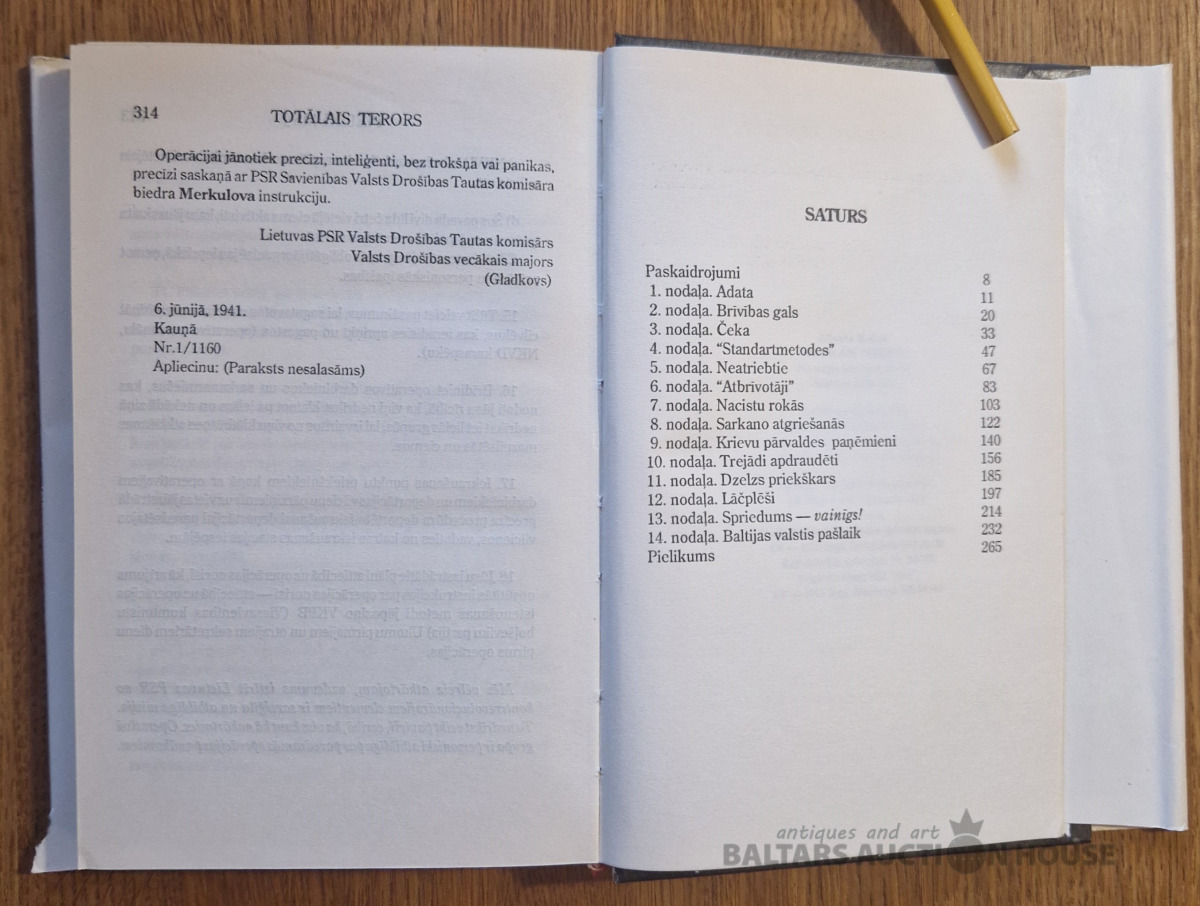 314
TOTĀLAIS TERORS
Operācijai jānotiek precīzi, inteliģenti, bez trokšņa vai panikas,
precīzi saskaņā ar PSR Savienības Valsts Drošības Tautas komisāra
biedra Merkulova instrukciju.
Lietuvas PSR Valsts Drošības Tautas komisārs
Valsts Drošības vecākais majors
(Gladkovs)
6. jūnijā, 1941.
Kauņā
Nr.1/1160
Apliecinu: (Paraksts nesalasāms)
SATURS
Paskaidrojumi 8
1. nodaļa. Adata 11
2. nodaļa. Brīvības gals 20
3. nodaļa. Čeka 33
4. nodaļa. “Standartmetodes” 47
5. nodaļa. Neatriebtie 67
6. nodaļa. “Atbrīvotāji” 83
7. nodaļa. Nacistu rokās 103
8. nodaļa. Sarkano atgriešanās 122
9. nodaļa. Krievu pārvaldes paņēmieni 140
10. nodaļa. Trejādi apdraudēti 156
11. nodaļa. Dzelzs priekškars 185
12. nodaļa. Lāčplēši 197
13. nodaļa. Spriedums — vainīgs! 214
14. nodaļa. Baltijas valstis pašlaik 232
Pielikums 265
antiques and art
BALTARS AUCTION HOUSE